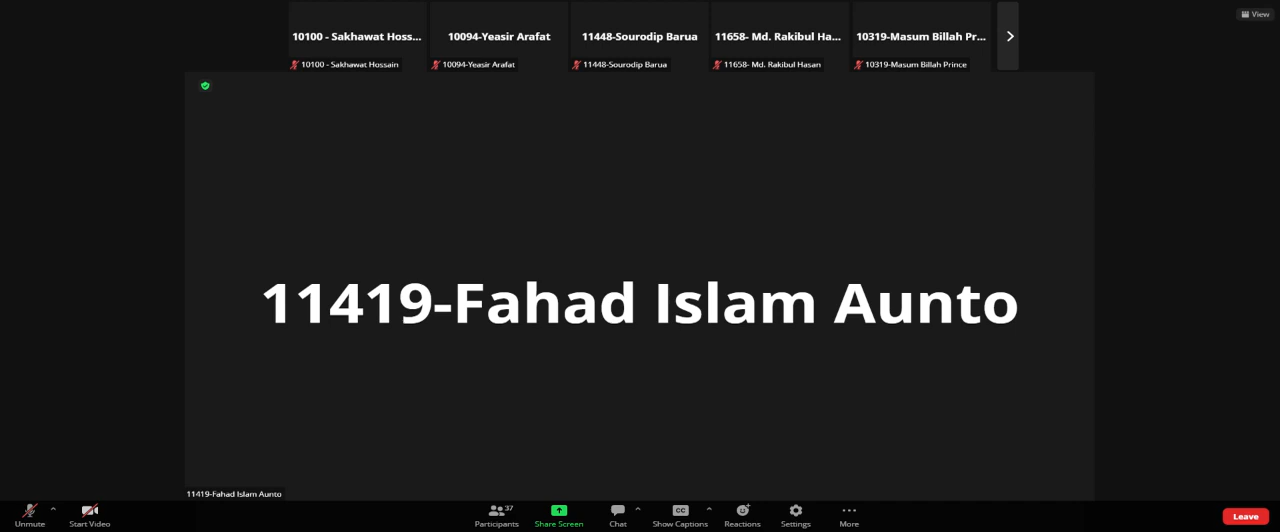 View
10100 - Sakhawat Hoss...
10094-Yeasir Arafat
11448-Sourodip Barua
11658- Md. Rakibul Ha...
10319-Masum Billah Pr...
10100 - Sakhawat Hossain
10094-Yeasir Arafat
11448-Sourodip Barua
11658- Md. Rakibul Hasan
10319-Masum Billah Prince
11419-Fahad Islam Aunto
11419-Fahad Islam Aunto
37
CC
Unmute
Start Video
Participants
Share Screen
Chat
Show Captions
Reactions
Settings
More
Leave